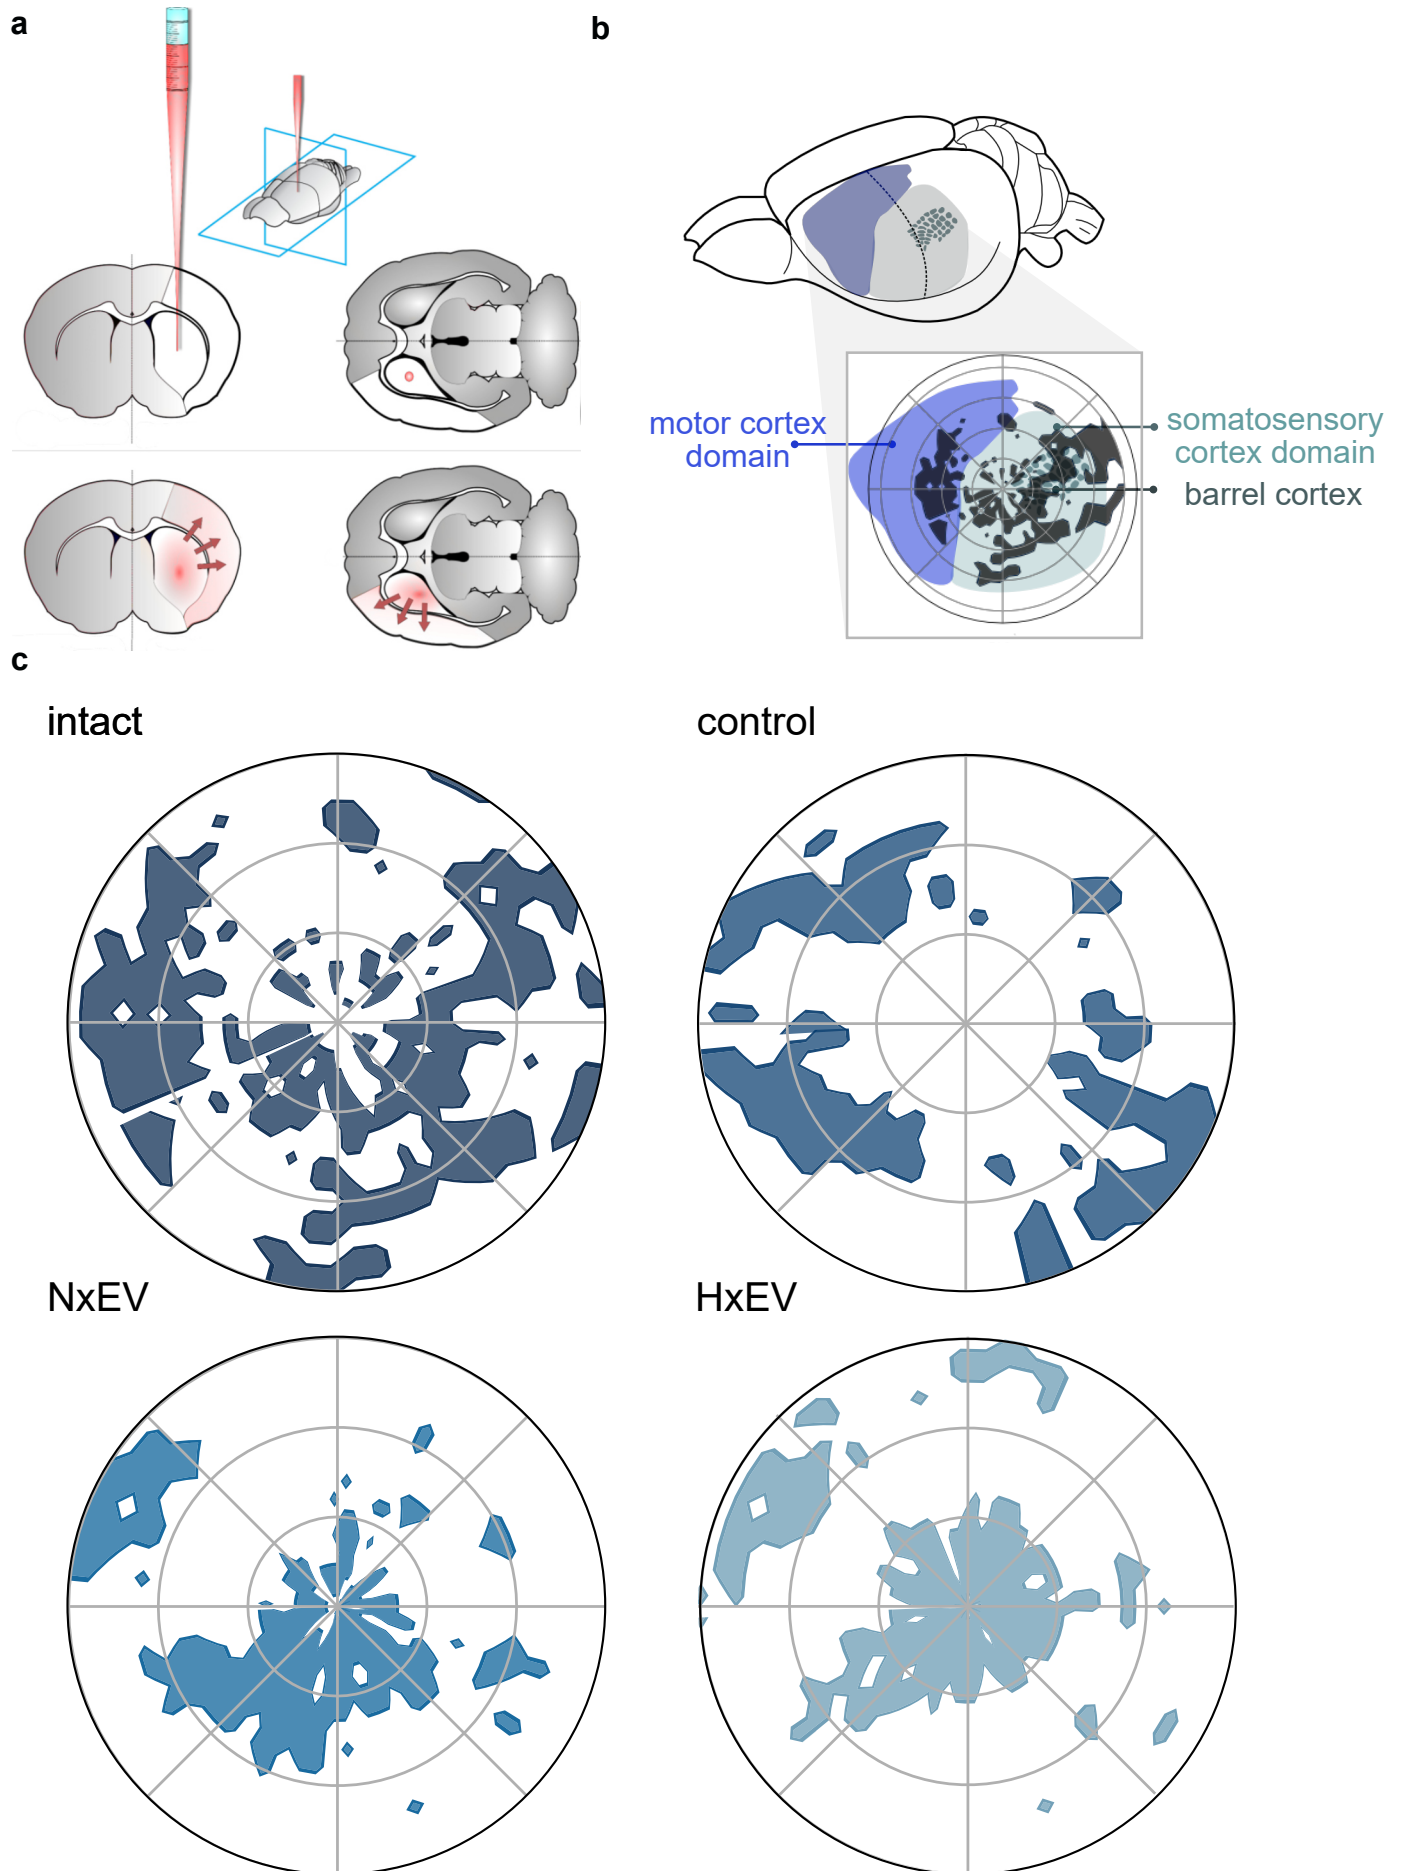 a
b
motor cortex
domain
somatosensory
cortex domain
barrel cortex
c
intact
control
NxEV
HxEV